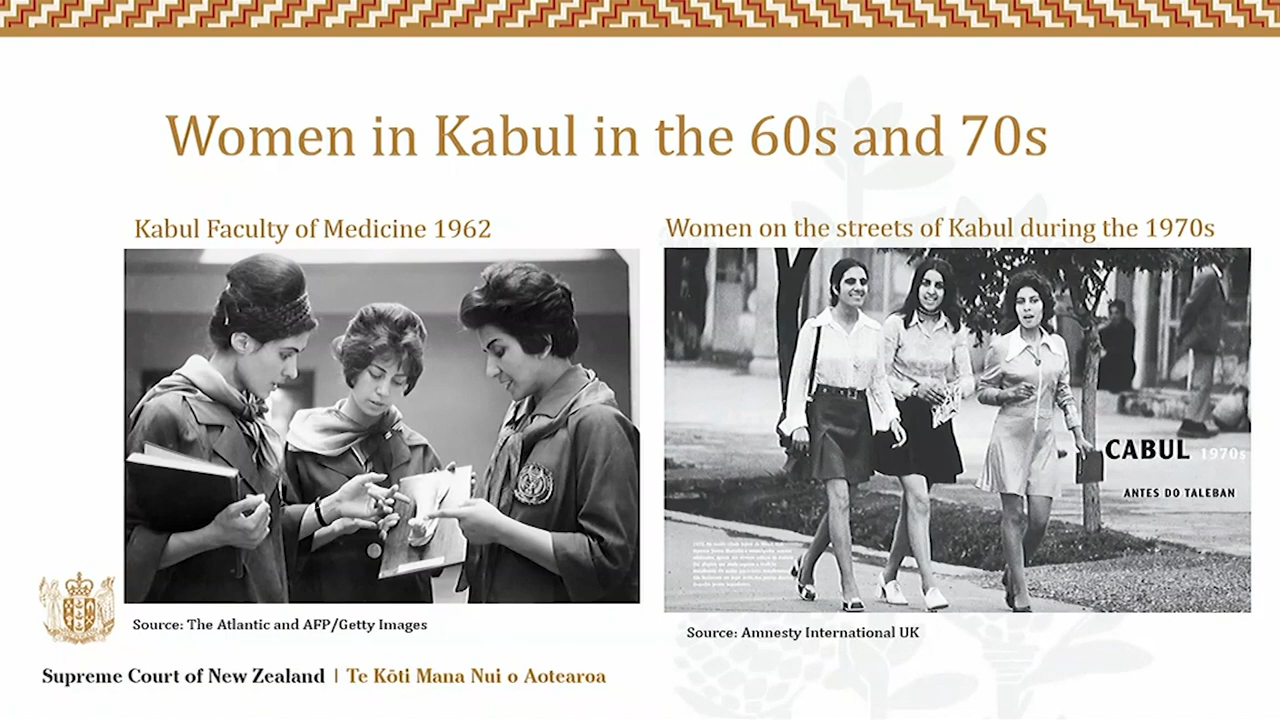 Women in Kabul in the 60s and 70s
Kabul Faculty of Medicine 1962
Women on the streets of Kabul during the 1970s
CABUL 1970s
ANTES DO TALEBAN
Source: The Atlantic and AFP/Getty Images
Source: Amnesty International UK
Supreme Court of New Zealand | Te Kōti Mana Nui o Aotearoa